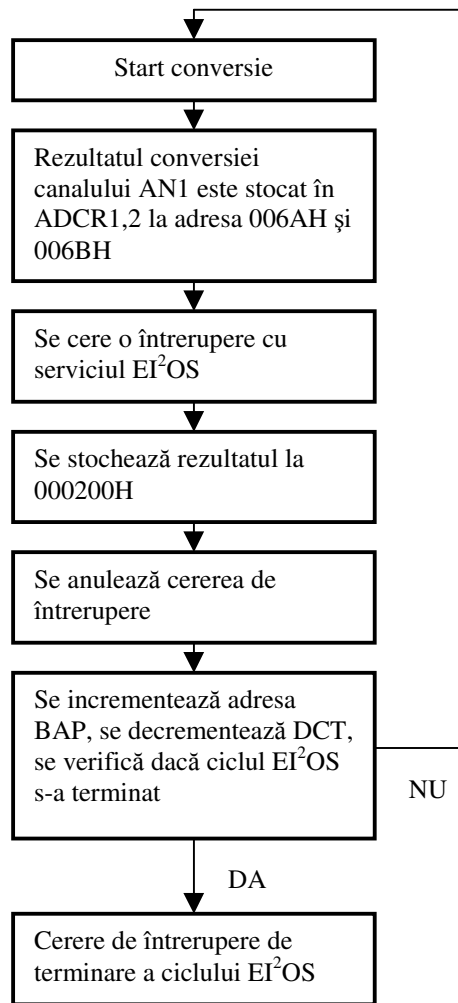 Start conversie
Rezultatul conversiei
canalului AN1 este stocat în
ADCR1,2 la adresa 006AH şi
006BH
Se cere o întrerupere cu
serviciul EI²OS
Se stochează rezultatul la
000200H
Se anulează cererea de
întrerupere
Se incrementează adresa
BAP, se decrementează DCT,
se verifică dacă ciclul EI²OS
s-a terminat
NU
DA
Cerere de întrerupere de
terminare a ciclului EI²OS